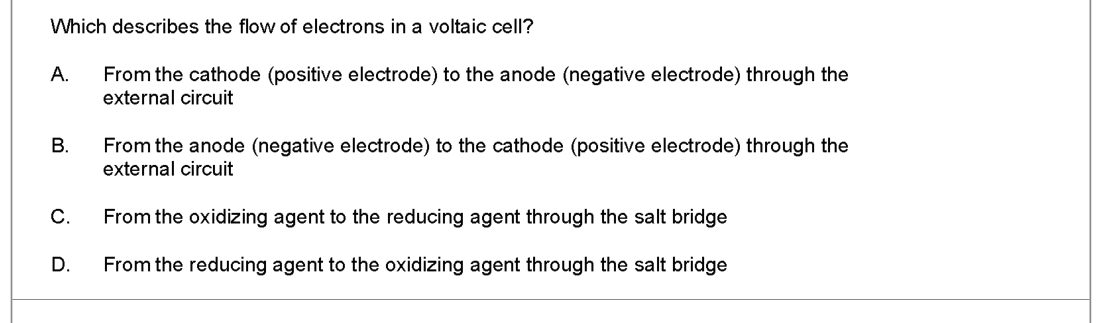 Which describes the flow of electrons in a voltaic cell?
A. From the cathode (positive electrode) to the anode (negative electrode) through the
external circuit
B. From the anode (negative electrode) to the cathode (positive electrode) through the
external circuit
C. From the oxidizing agent to the reducing agent through the salt bridge
D. From the reducing agent to the oxidizing agent through the salt bridge